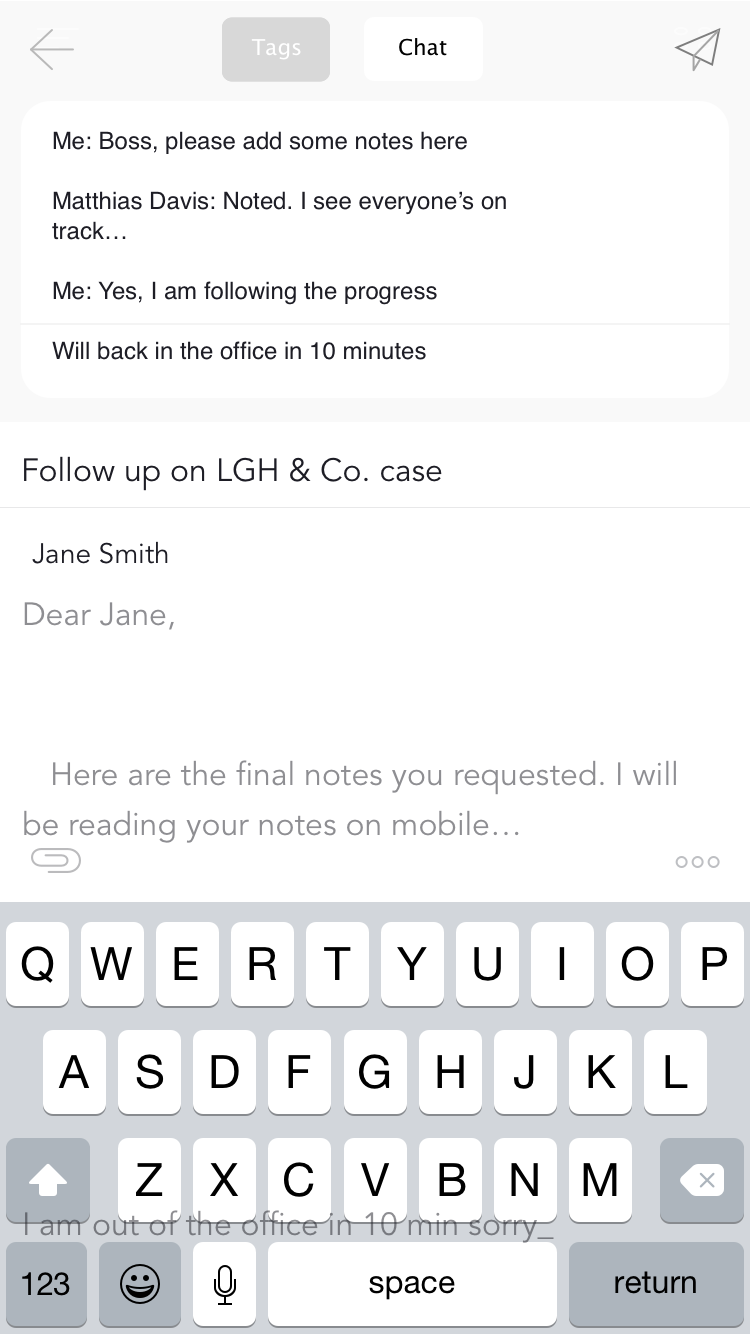 Tags Chat
Me: Boss, please add some notes here
Matthias Davis: Noted. I see everyone’s on
track…
Me: Yes, I am following the progress
Will back in the office in 10 minutes
Follow up on LGH & Co. case
Jane Smith
Dear Jane,
Here are the final notes you requested. I will
be reading your notes on mobile…
Q W E R T Y U I O P
A S D F G H J K L
Z X C V B N M
I am out of the office in 10 min sorry_
123 space return